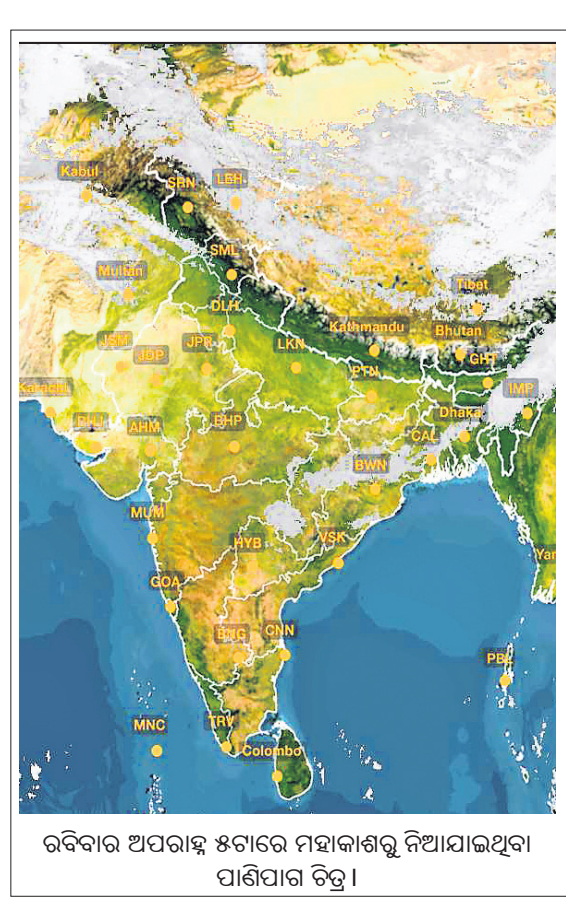 Kabul
SRN
LEH
SML
Multan
Tibet
DLH
Kathmandu
Bhutan
JSM
JDP
JPR
LKN
GHT
Karachi
PTN
IMP
BHJ
AHM
BHP
Dhaka
CAL
BWN
MUM
HYB
VSK
GOA
BNG
CNN
PBL
MNC
TRV
Colombo
ରବିବାର ଅପରାହ୍ନ ୫ଟାରେ ମହାକାଶରୁ ନିଆଯାଇଥିବା
ପାଣିପାଗ ଚିତ୍ର ।